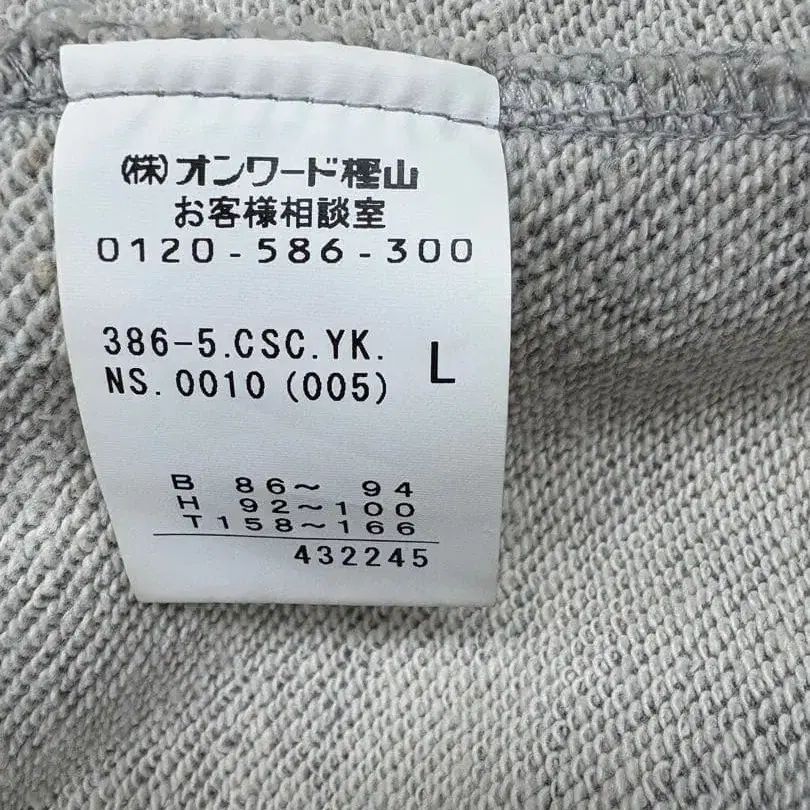 ㈱オンワード樫山
お客様相談室
0120-586-300
386-5.CSC.YK.
NS.0010 (005)
L
B 86～ 94
H 92～100
T158～166
432245